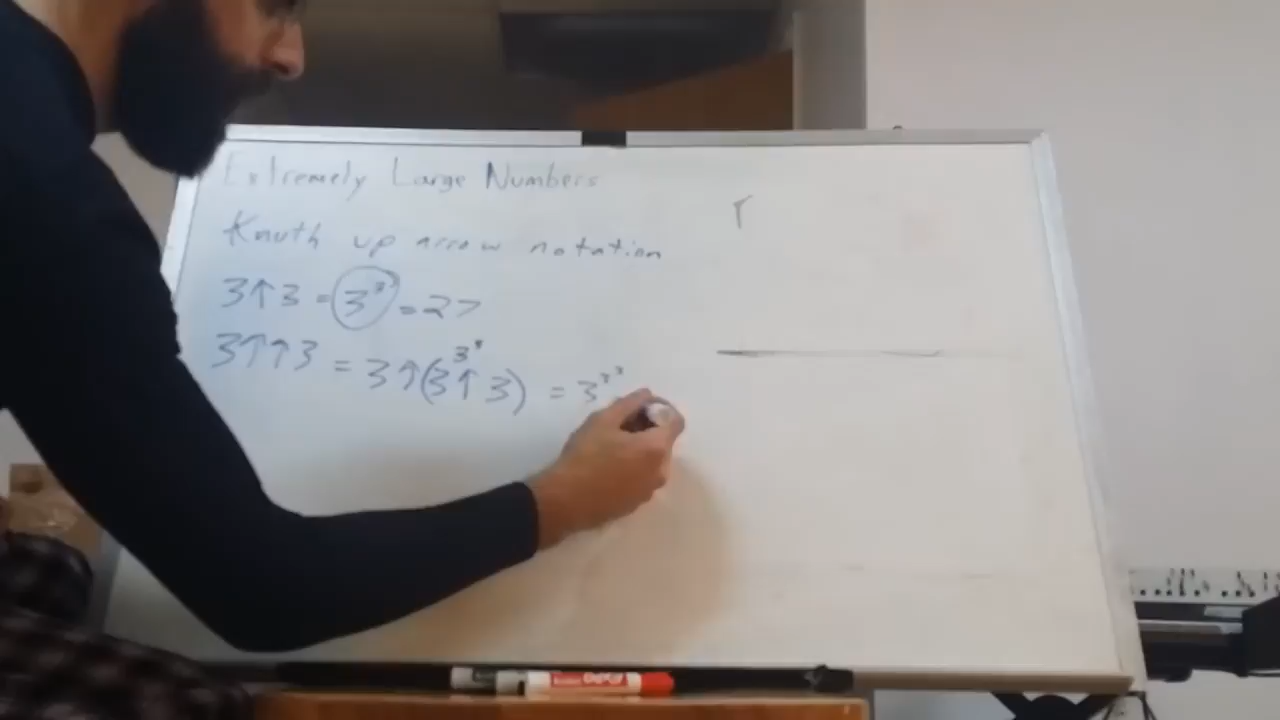 Extremely Large Numbers
Knuth up arrow notation
3↑3 = 3³ = 27
3↑↑3 = 3↑(3↑3) = 3^3^3
3³